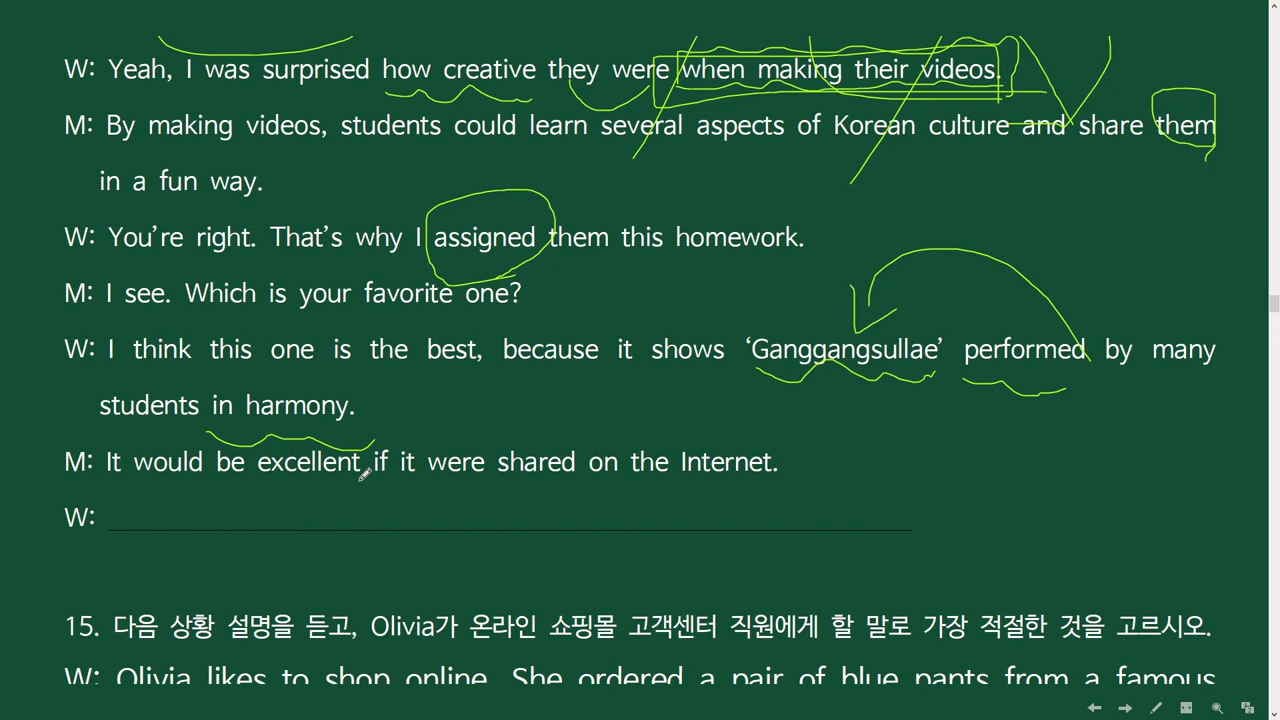 W: Yeah, I was surprised how creative they were when making their videos.
M: By making videos, students could learn several aspects of Korean culture and share them
in a fun way.
W: You're right. That's why I assigned them this homework.
M: I see. Which is your favorite one?
W: I think this one is the best, because it shows ‘Ganggangsullae’ performed by many
students in harmony.
M: It would be excellent if it were shared on the Internet.
W:
15. 다음 상황 설명을 듣고, Olivia가 온라인 쇼핑몰 고객센터 직원에게 할 말로 가장 적절한 것을 고르시오.
W: Olivia likes to shop online. She ordered a pair of blue pants from a famous